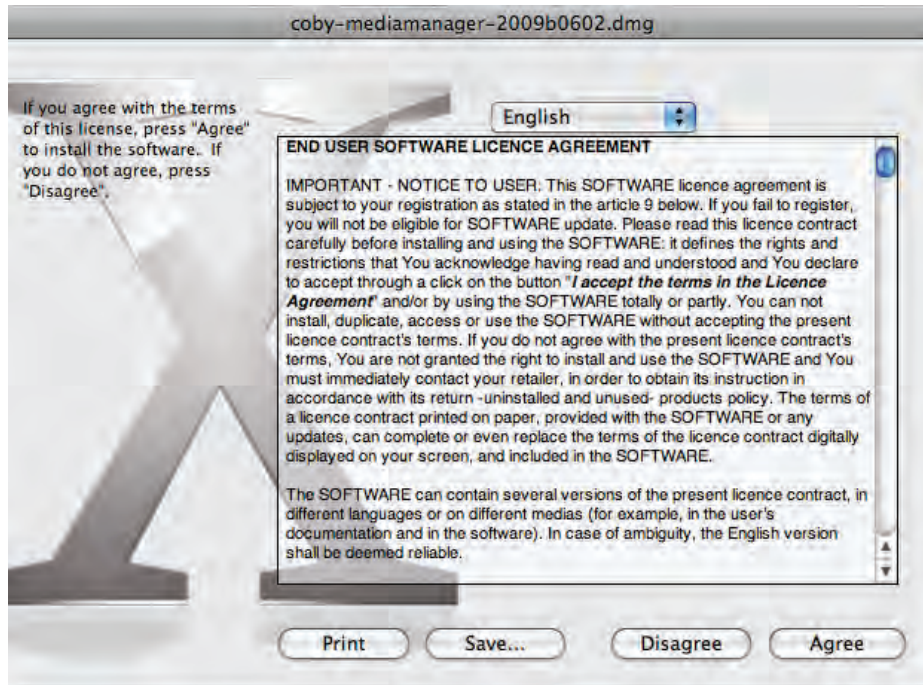 coby-mediamanager-2009b0602.dmg
If you agree with the terms
of this license, press "Agree"
to install the software.  If
you do not agree, press
"Disagree".
English
END USER SOFTWARE LICENCE AGREEMENT
IMPORTANT - NOTICE TO USER: This SOFTWARE licence agreement is
subject to your registration as stated in the article 9 below. If you fail to register,
you will not be eligible for SOFTWARE update. Please read this licence contract
carefully before installing and using the SOFTWARE: it defines the rights and
restrictions that You acknowledge having read and understood and You declare
to accept through a click on the button "I accept the terms in the Licence
Agreement" and/or by using the SOFTWARE totally or partly. You can not
install, duplicate, access or use the SOFTWARE without accepting the present
licence contract's terms. If you do not agree with the present licence contract's
terms, You are not granted the right to install and use the SOFTWARE and You
must immediately contact your retailer, in order to obtain its instruction in
accordance with its return -uninstalled and unused- products policy. The terms of
a licence contract printed on paper, provided with the SOFTWARE or any
updates, can complete or even replace the terms of the licence contract digitally
displayed on your screen, and included in the SOFTWARE.
The SOFTWARE can contain several versions of the present licence contract, in
different languages or on different medias (for example, in the user's
documentation and in the software). In case of ambiguity, the English version
shall be deemed reliable.
Print
Save...
Disagree
Agree